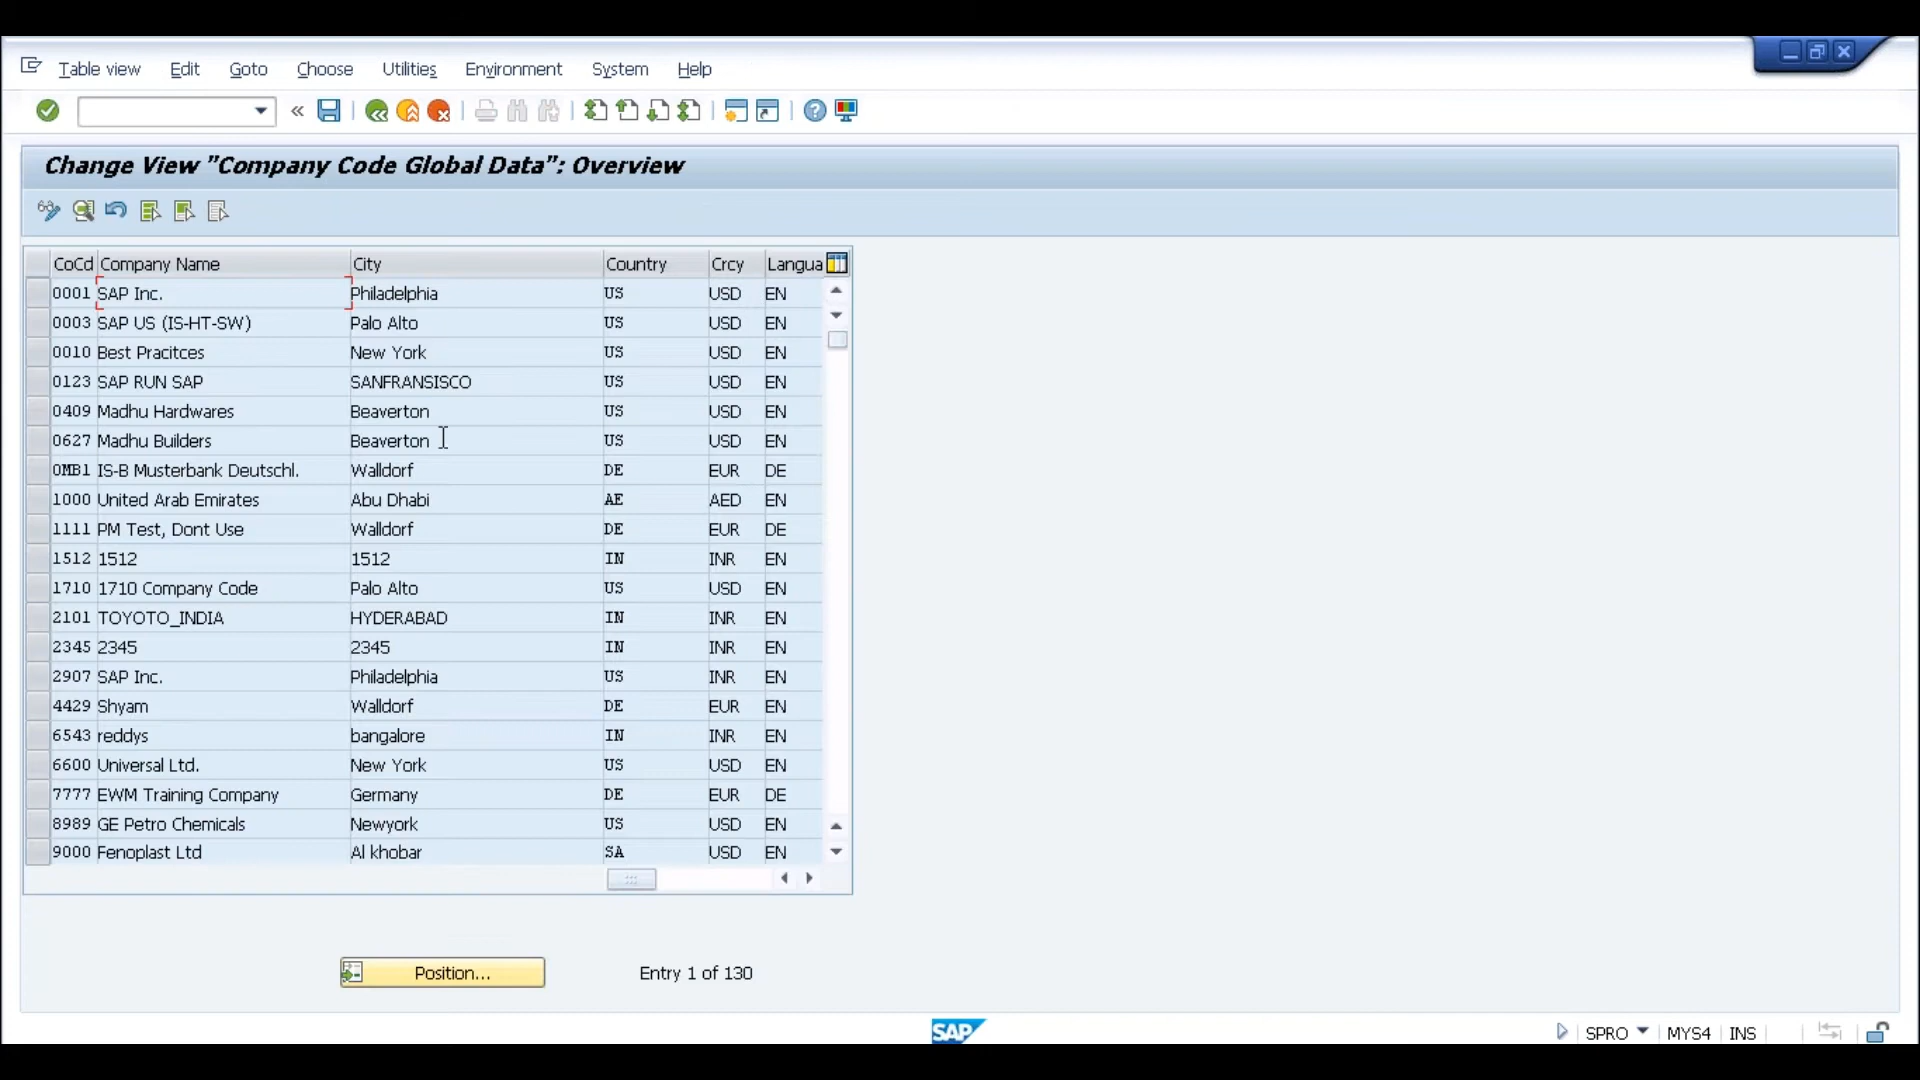 Table view Edit Goto Choose Utilities Environment System Help
Change View "Company Code Global Data": Overview
CoCd Company Name City Country Crcy Langua
0001 SAP Inc. Philadelphia US USD EN
0003 SAP US (IS-HT-SW) Palo Alto US USD EN
0010 Best Pracitces New York US USD EN
0123 SAP RUN SAP SANFRANSISCO US USD EN
0409 Madhu Hardwares Beaverton US USD EN
0627 Madhu Builders Beaverton US USD EN
0MB1 IS-B Musterbank Deutschl. Walldorf DE EUR DE
1000 United Arab Emirates Abu Dhabi AE AED EN
1111 PM Test, Dont Use Walldorf DE EUR DE
1512 1512 1512 IN INR EN
1710 1710 Company Code Palo Alto US USD EN
2101 TOYOTO_INDIA HYDERABAD IN INR EN
2345 2345 2345 IN INR EN
2907 SAP Inc. Philadelphia US INR EN
4429 Shyam Walldorf DE EUR EN
6543 reddys bangalore IN INR EN
6600 Universal Ltd. New York US USD EN
7777 EWM Training Company Germany DE EUR DE
8989 GE Petro Chemicals Newyork US USD EN
9000 Fenoplast Ltd Al khobar SA USD EN
Position... Entry 1 of 130
SAP SPRO MYS4 INS